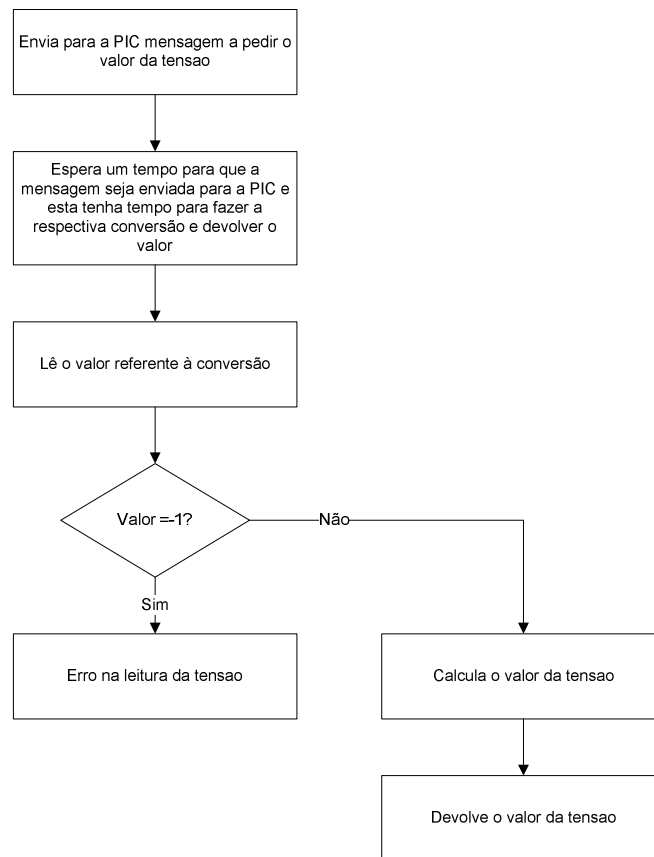 Envia para a PIC mensagem a pedir o
valor da tensao
Espera um tempo para que a
mensagem seja enviada para a PIC e
esta tenha tempo para fazer a
respectiva conversão e devolver o
valor
Lê o valor referente à conversão
Valor =-1?
Não
Sim
Erro na leitura da tensao
Calcula o valor da tensao
Devolve o valor da tensao